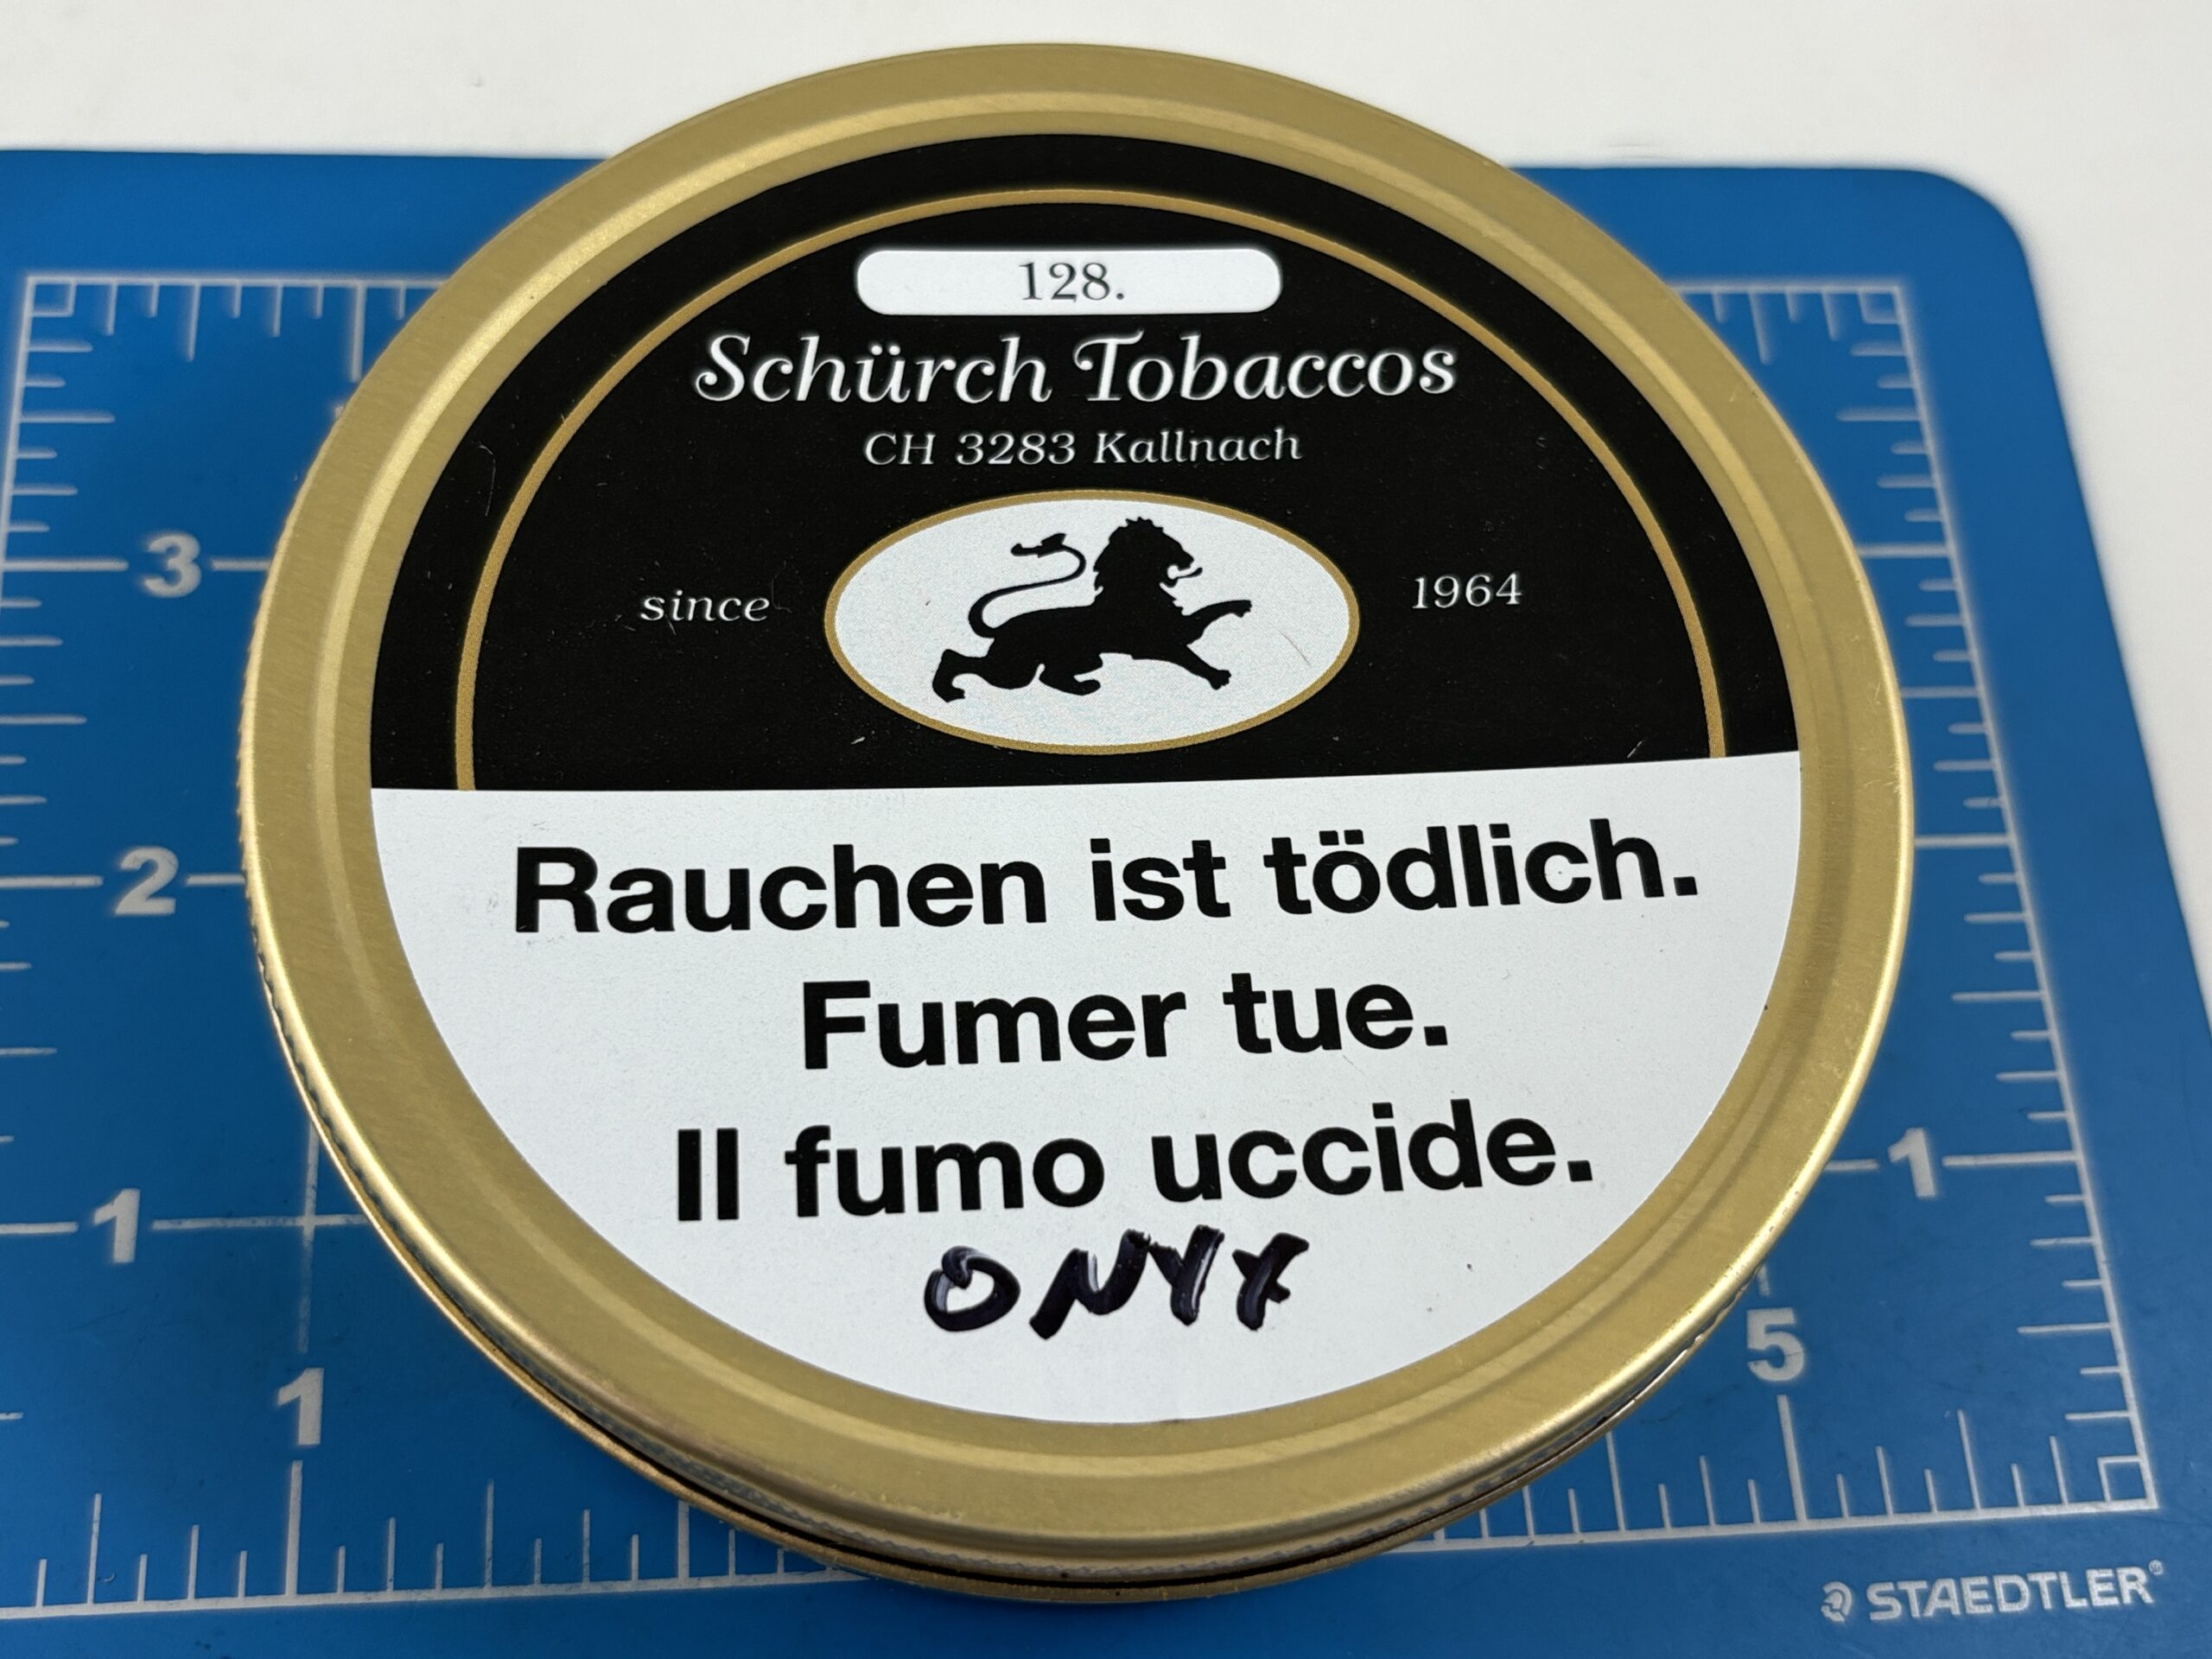 128.
Schürch Tobaccos
CH 3283 Kallnach
since 1964
Rauchen ist tödlich.
Fumer tue.
Il fumo uccide.
ONYX
3
2
1
1
1
5
STAEDTLER®